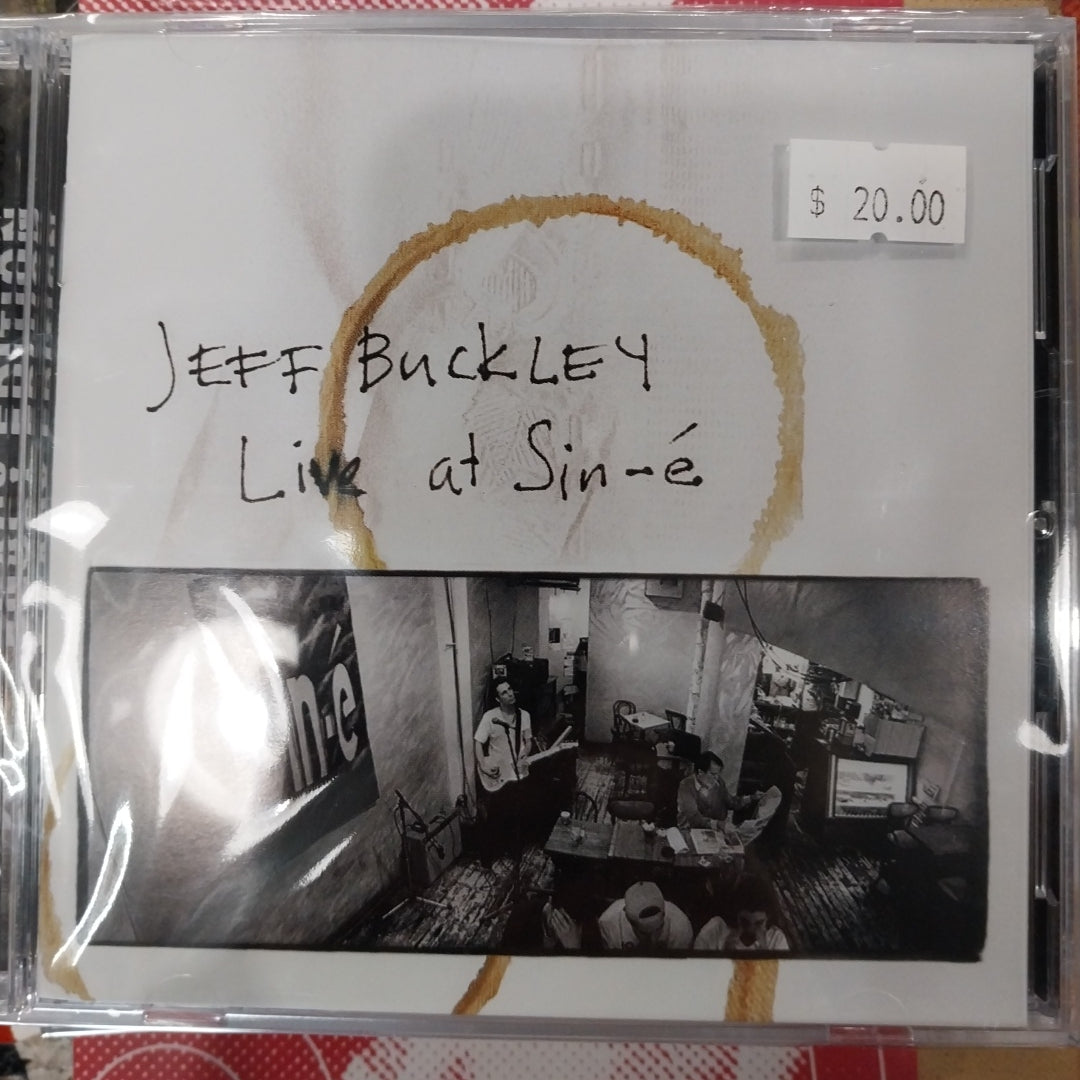 $ 20.00
JEFF BUCKLEY
Live at Sin-é
n-é